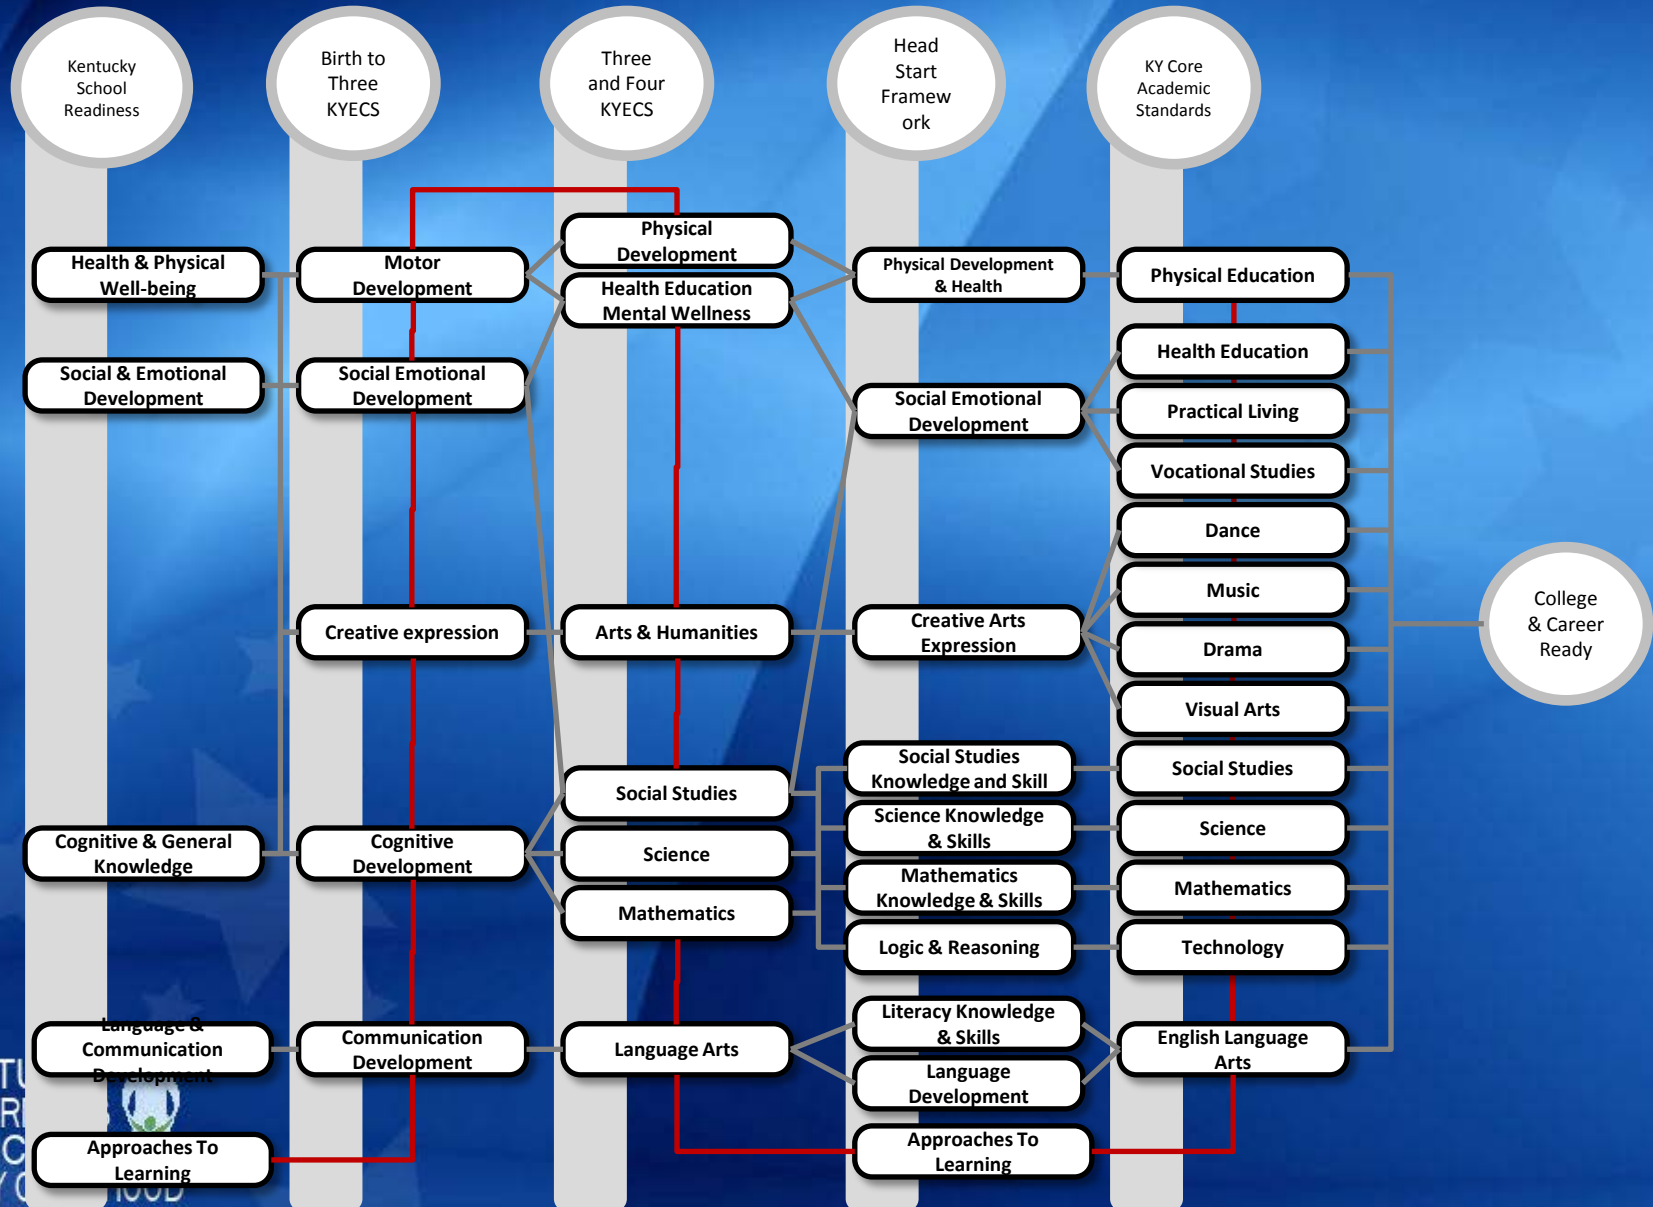 Kentucky
School
Readiness
Birth to
Three
KYECS
Three
and Four
KYECS
Head
Start
Framew
ork
KY Core
Academic
Standards
Health & Physical
Well-being
Social & Emotional
Development
Cognitive & General
Knowledge
Language &
Communication
Development
Approaches To
Learning
Motor
Development
Social Emotional
Development
Creative expression
Cognitive
Development
Communication
Development
Physical
Development
Health Education
Mental Wellness
Arts & Humanities
Social Studies
Science
Mathematics
Language Arts
Physical Development
& Health
Social Emotional
Development
Creative Arts
Expression
Social Studies
Knowledge and Skill
Science Knowledge
& Skills
Mathematics
Knowledge & Skills
Logic & Reasoning
Literacy Knowledge
& Skills
Language
Development
Approaches To
Learning
Physical Education
Health Education
Practical Living
Vocational Studies
Dance
Music
Drama
Visual Arts
Social Studies
Science
Mathematics
Technology
English Language
Arts
College
& Career
Ready